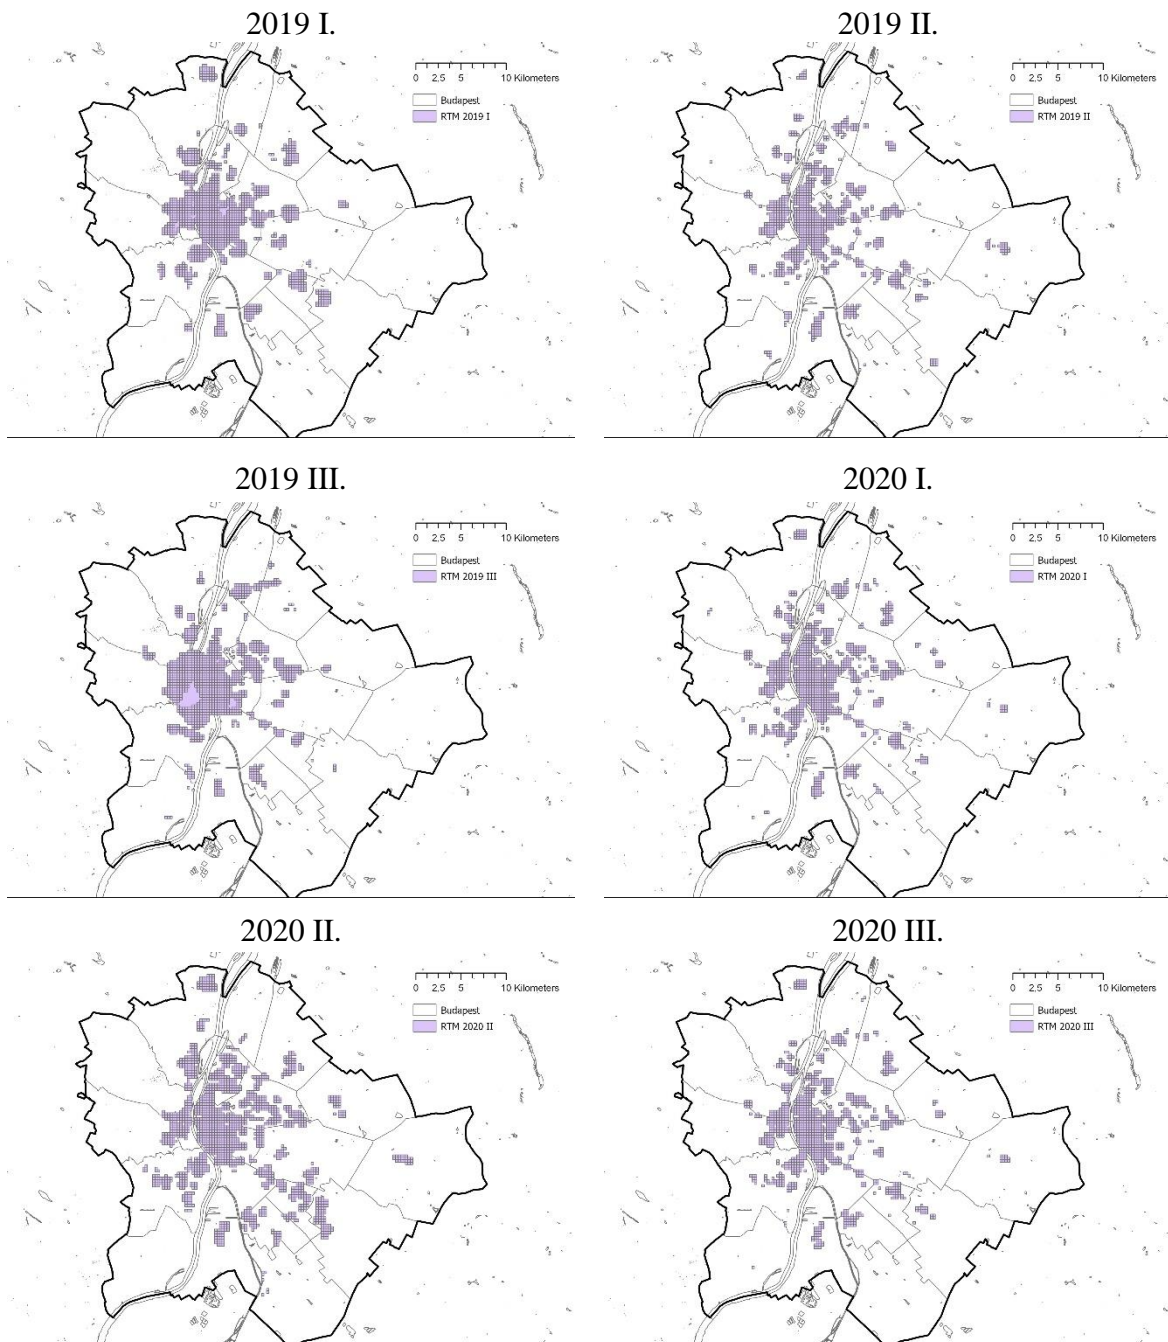 2019 I.
2019 II.
0 2.5 5 10 Kilometers
Budapest
RTM 2019 I
0 2.5 5 10 Kilometers
Budapest
RTM 2019 II
2019 III.
2020 I.
0 2.5 5 10 Kilometers
Budapest
RTM 2019 III
0 2.5 5 10 Kilometers
Budapest
RTM 2020 I
2020 II.
2020 III.
0 2.5 5 10 Kilometers
Budapest
RTM 2020 II
0 2.5 5 10 Kilometers
Budapest
RTM 2020 III